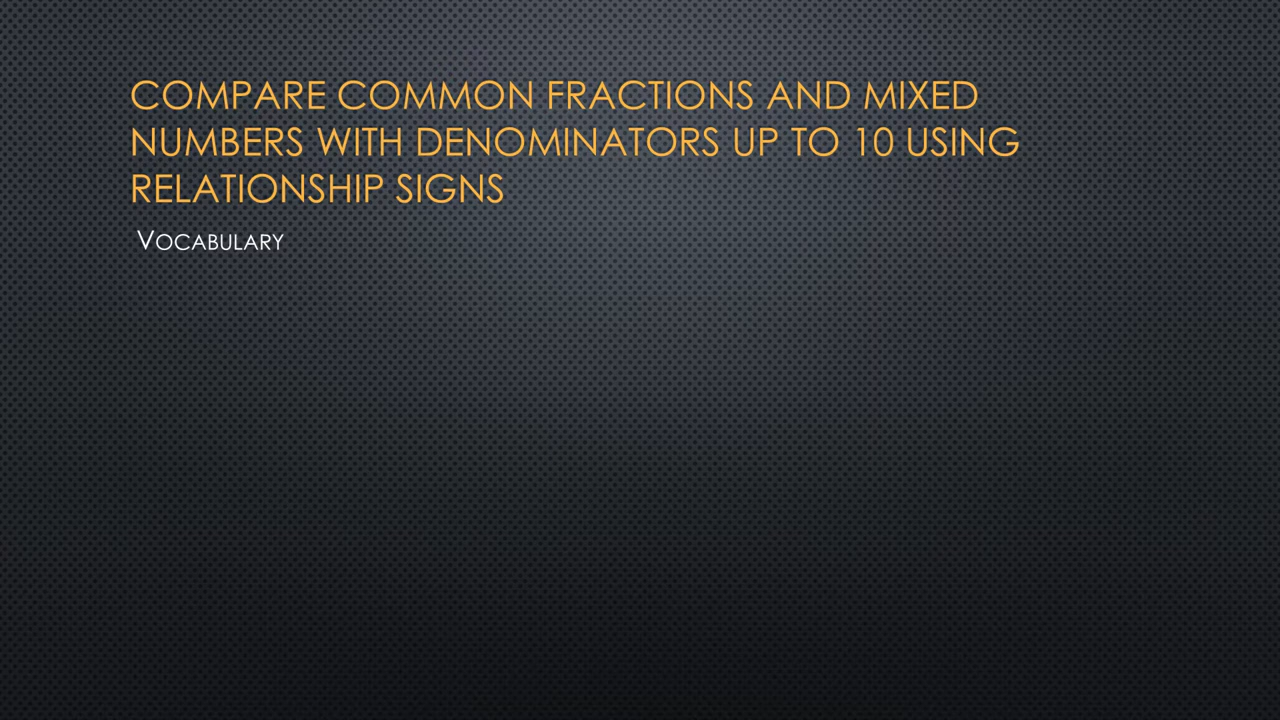 COMPARE COMMON FRACTIONS AND MIXED
NUMBERS WITH DENOMINATORS UP TO 10 USING
RELATIONSHIP SIGNS
VOCABULARY